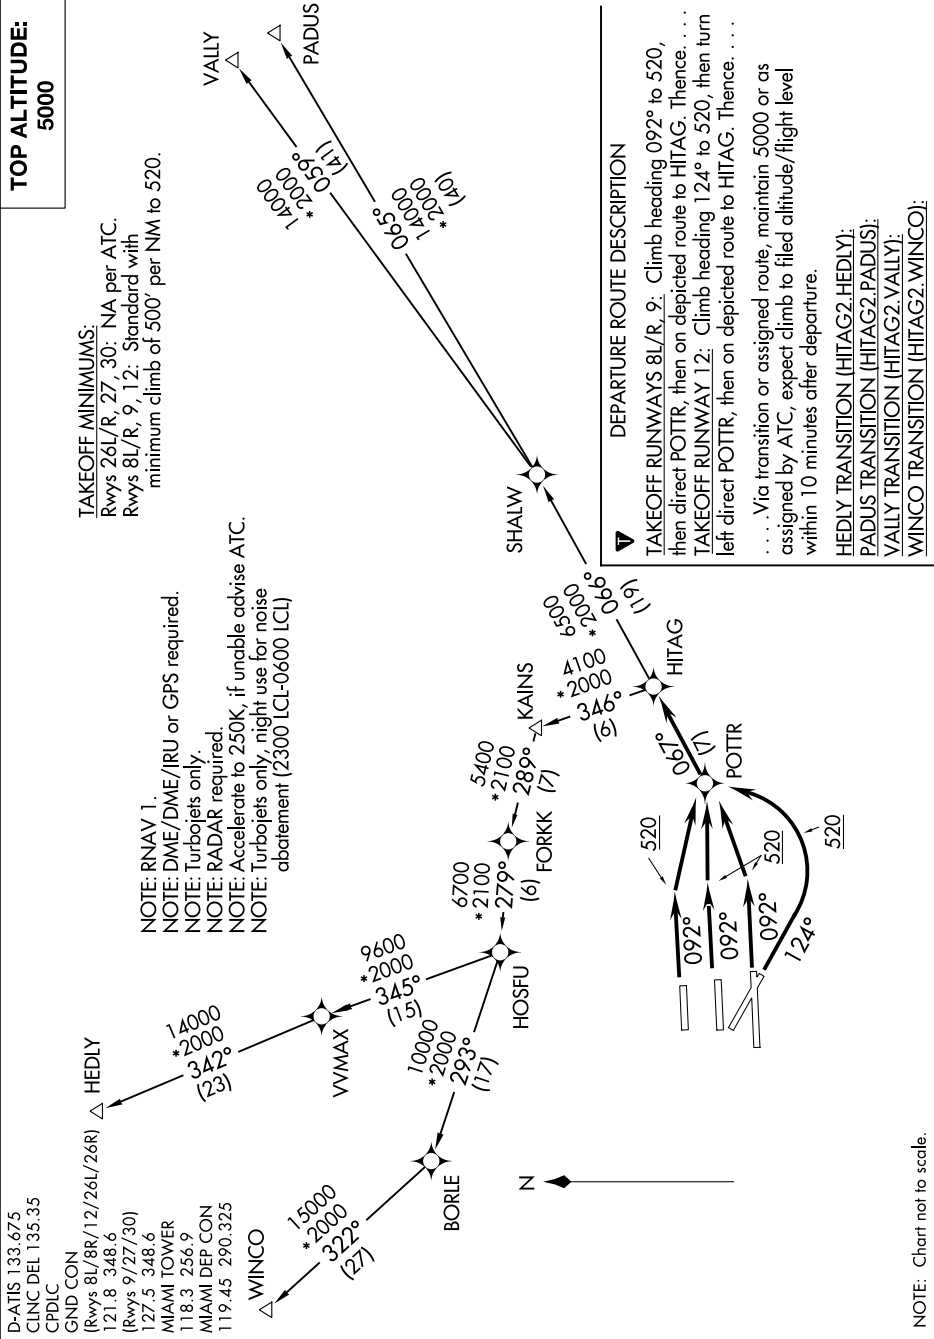 TOP ALTITUDE:
5000
D-ATIS 133.675
CLNC DEL 135.35
CPDLC
GND CON
(Rwys 8L/8R/12/26L/26R)
121.8 348.6
(Rwys 9/27/30)
127.5 348.6
MIAMI TOWER
118.3 256.9
MIAMI DEP CON
119.45 290.325
NOTE: RNAV 1.
NOTE: DME/DME/IRU or GPS required.
NOTE: Turbojets only.
NOTE: RADAR required.
NOTE: Accelerate to 250K, if unable advise ATC.
NOTE: Turbojets only, night use for noise
abatement (2300 LCL-0600 LCL)
TAKEOFF MINIMUMS:
Rwys 26L/R, 27, 30: NA per ATC.
Rwys 8L/R, 9, 12: Standard with
minimum climb of 500' per NM to 520.
VALLY
PADUS
14000
*2000
059°
(41)
065°
14000
*2000
(40)
SHALW
6500
*2000
066°
(19)
HITAG
4100
*2000
346°
(6)
KAINS
5400
*2100
289°
(7)
FORKK
6700
*2100
279°
(6)
HOSFU
9600
*2000
345°
(15)
VVMAX
14000
*2000
342°
(23)
HEDLY
10000
*2000
293°
(17)
BORLE
15000
*2000
322°
(27)
WINCO
067°
(7)
POTTR
520
520
520
092°
092°
092°
124°
N
NOTE: Chart not to scale.
T
DEPARTURE ROUTE DESCRIPTION
TAKEOFF RUNWAYS 8L/R, 9: Climb heading 092° to 520,
then direct POTTR, then on depicted route to HITAG. Thence. . . .
TAKEOFF RUNWAY 12: Climb heading 124° to 520, then turn
left direct POTTR, then on depicted route to HITAG. Thence. . . .
. . . .Via transition or assigned route, maintain 5000 or as
assigned by ATC, expect climb to filed altitude/flight level
within 10 minutes after departure.
HEDLY TRANSITION (HITAG2.HEDLY):
PADUS TRANSITION (HITAG2.PADUS):
VALLY TRANSITION (HITAG2.VALLY):
WINCO TRANSITION (HITAG2.WINCO):